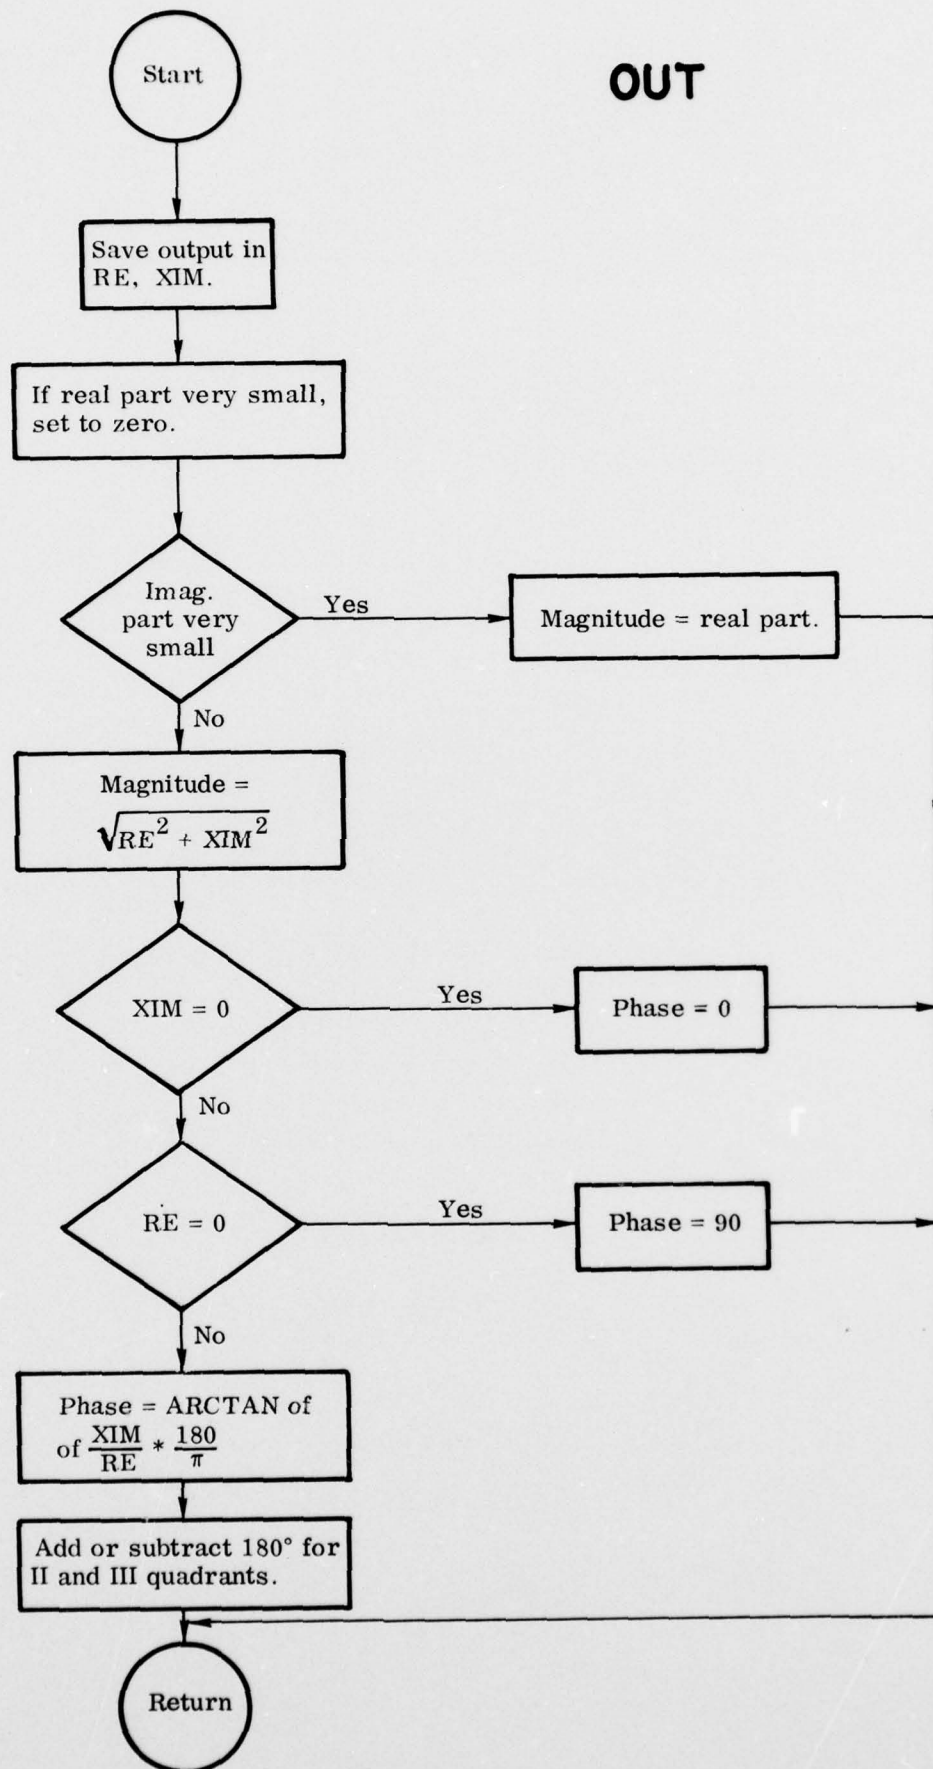 OUT
Start
Save output in
RE, XIM.
If real part very small,
set to zero.
Imag.
part very
small
Yes
Magnitude = real part.
No
Magnitude =
√RE² + XIM²
XIM = 0
Yes
Phase = 0
No
RE = 0
Yes
Phase = 90
No
Phase = ARCTAN of
of XIM/RE * 180/π
Add or subtract 180° for
II and III quadrants.
Return